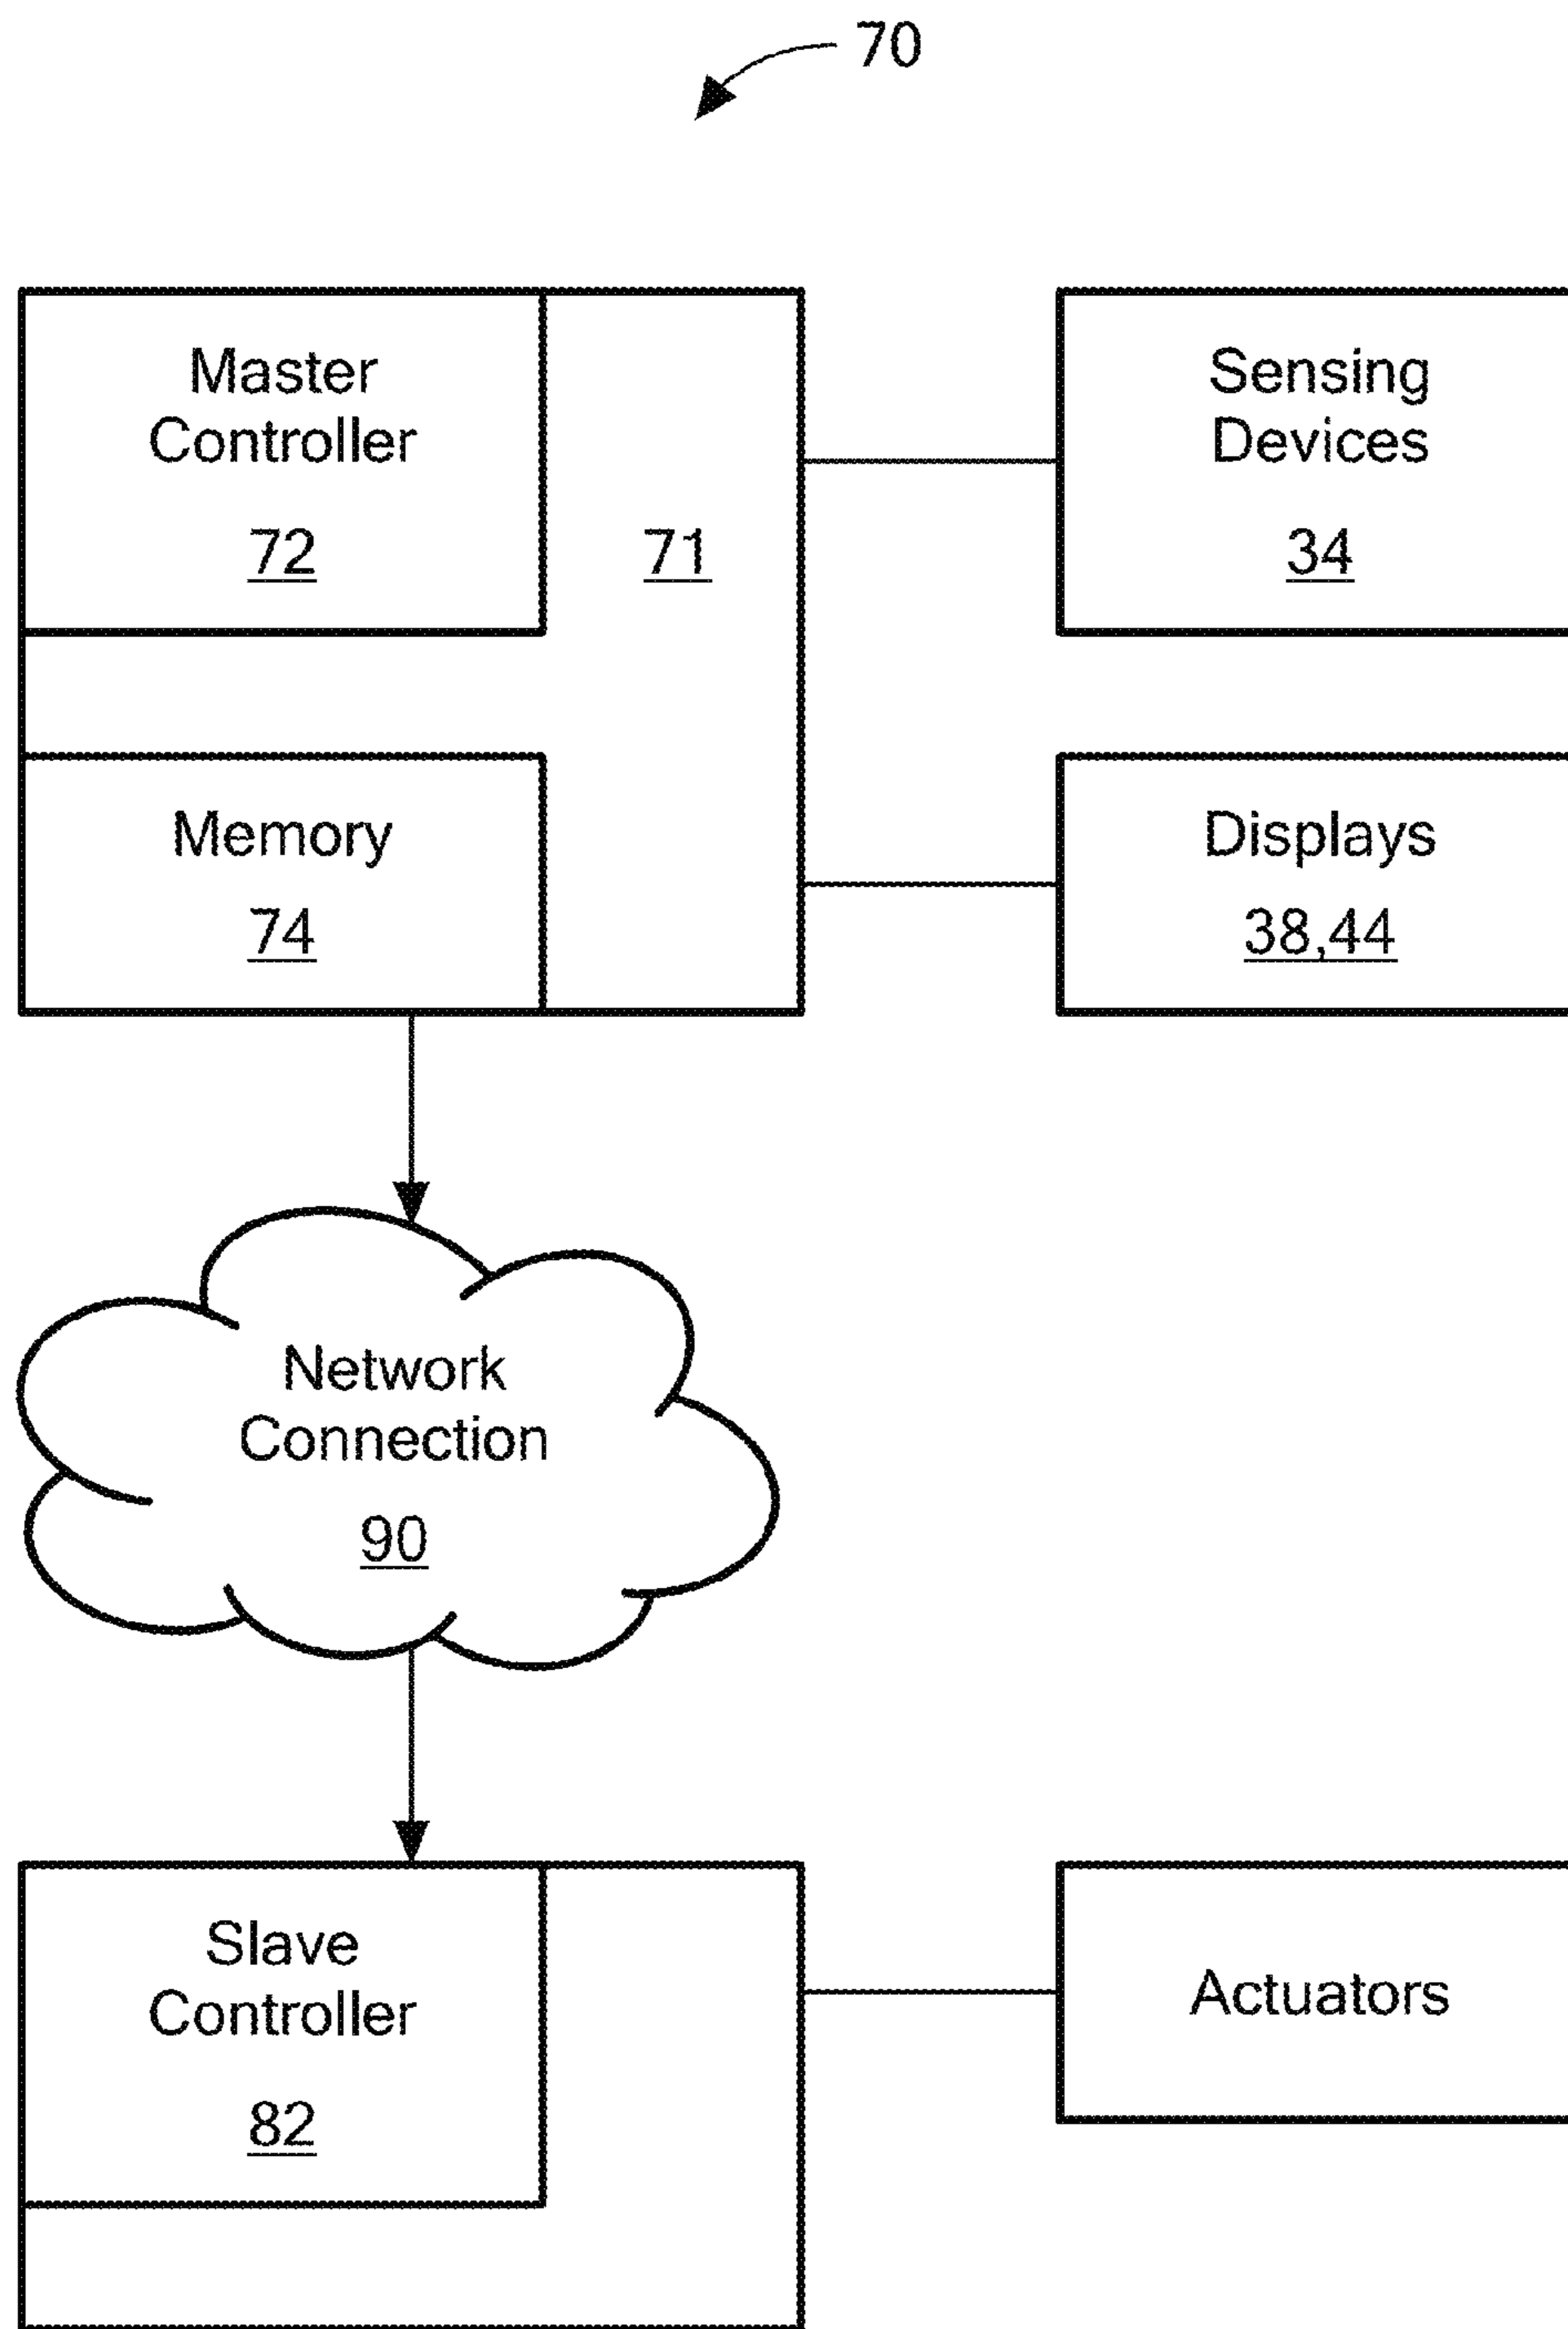 70
Master
Controller
72
71
Sensing
Devices
34
Memory
74
Displays
38,44
Network
Connection
90
Slave
Controller
82
Actuators